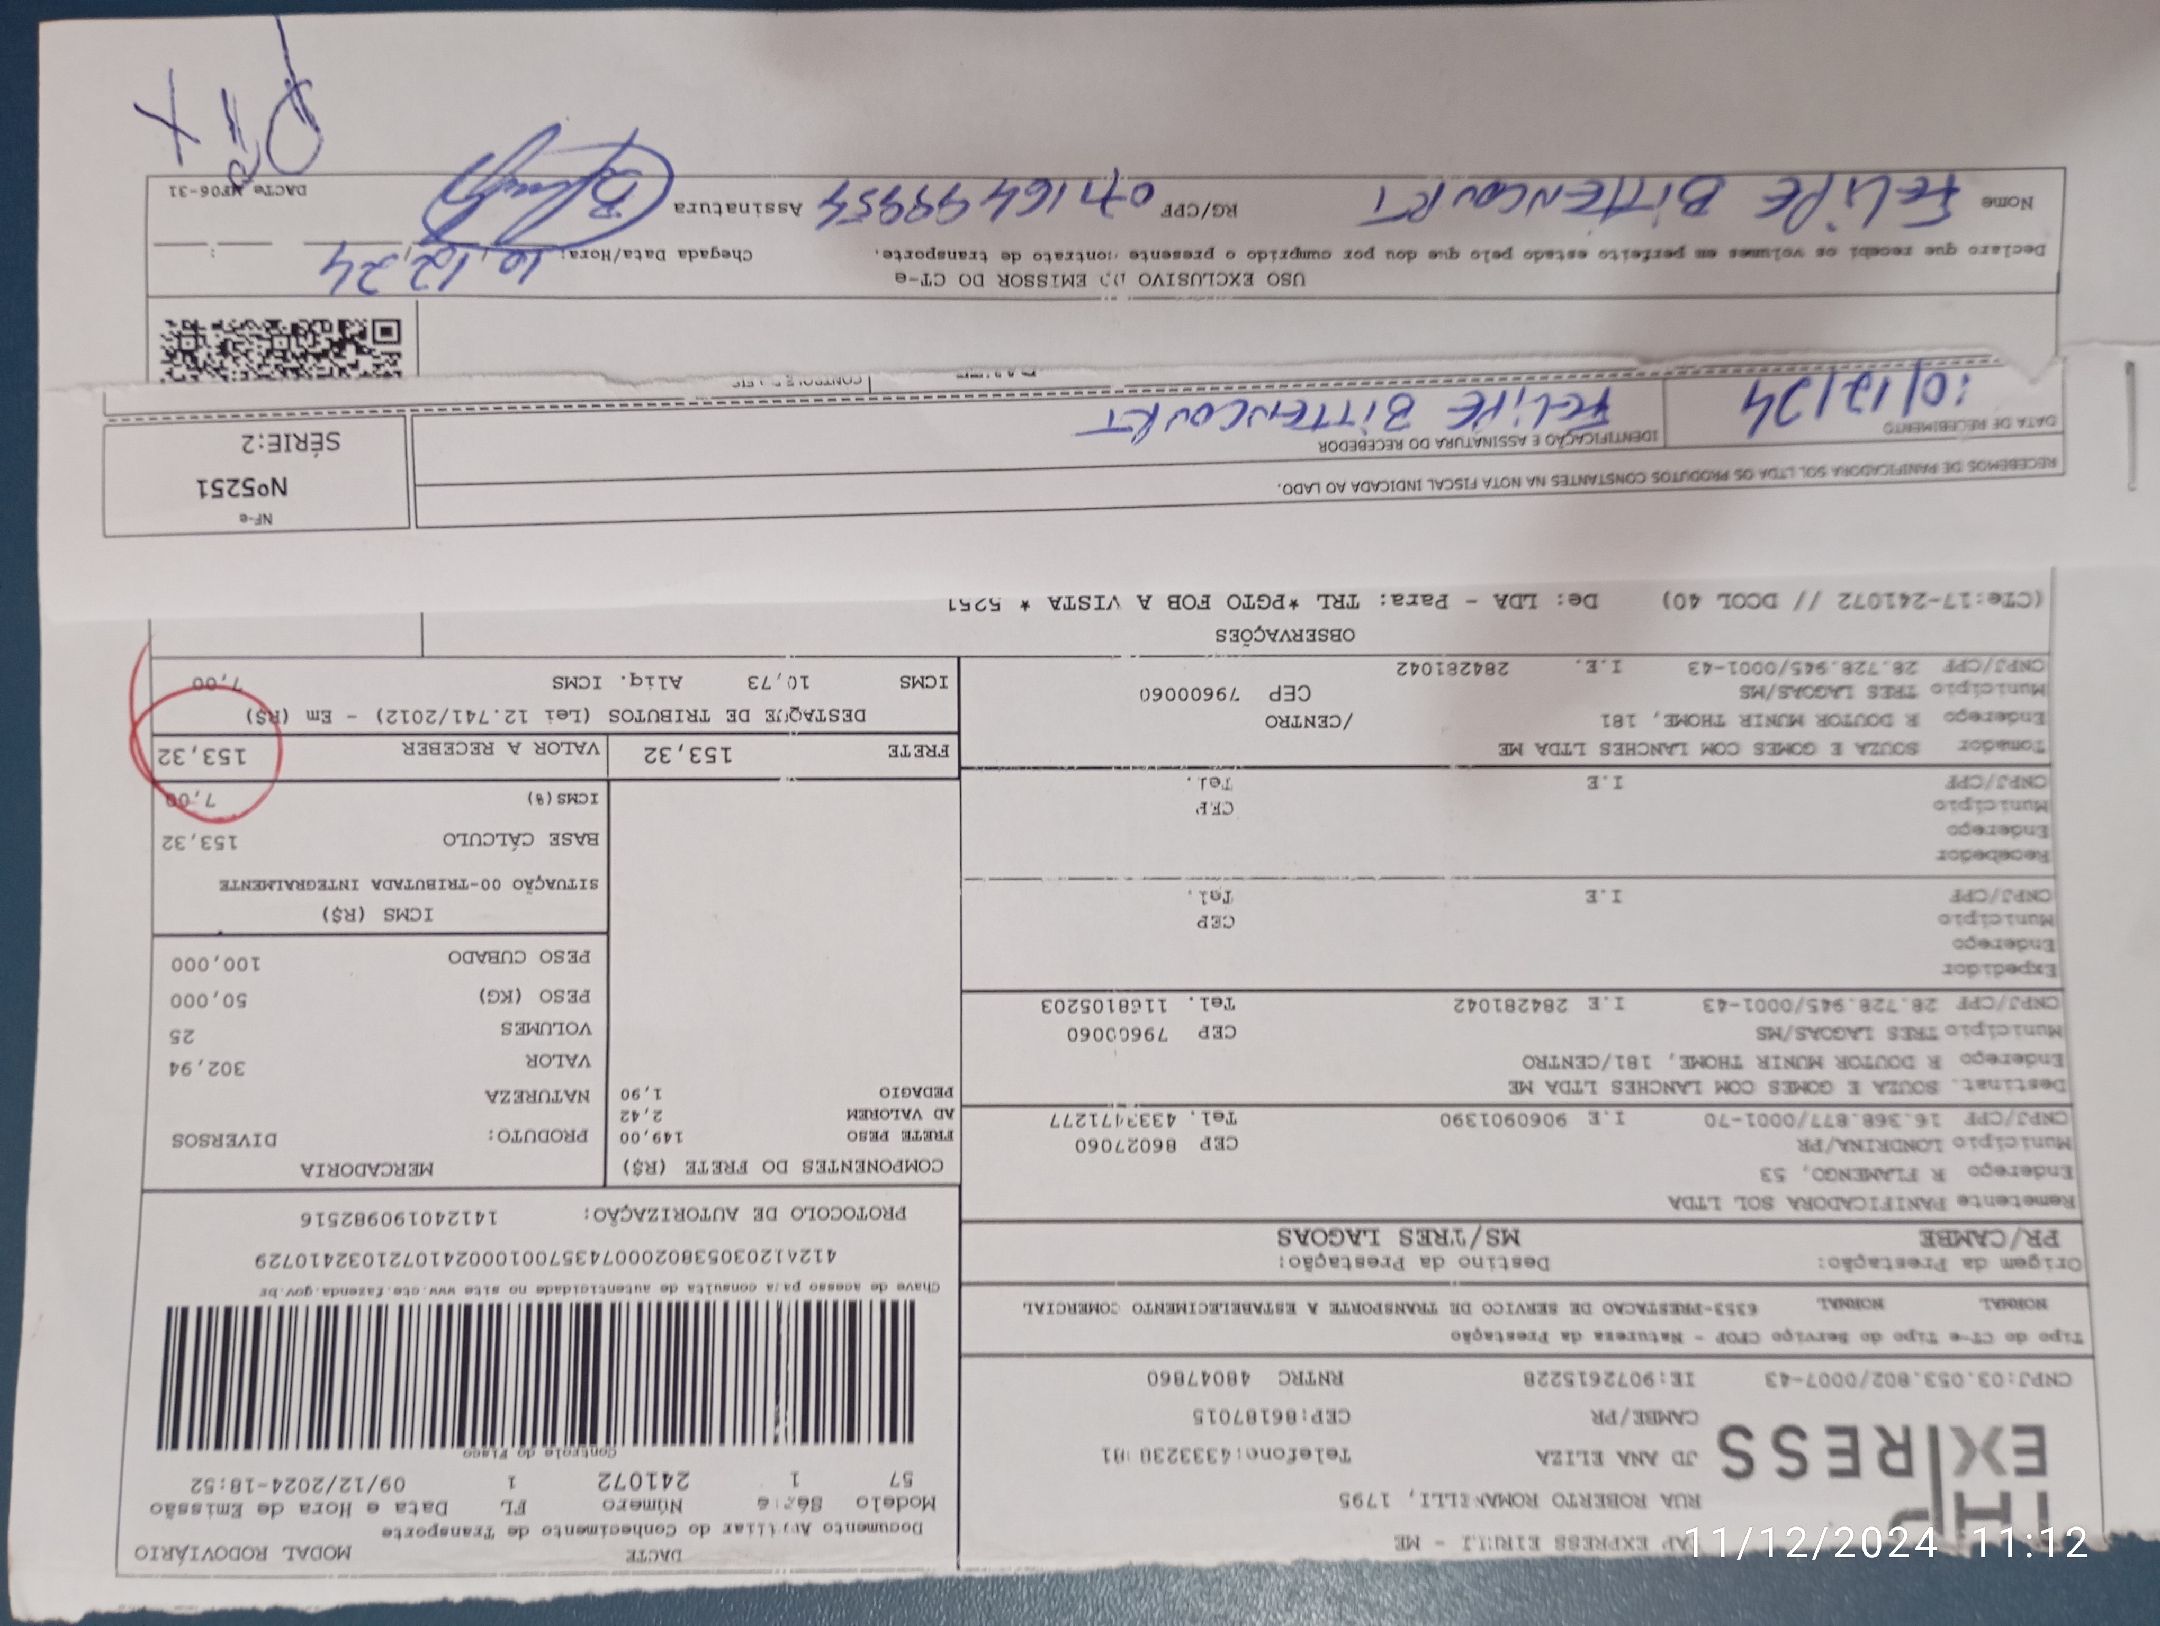 THP
EXPRESS
AP EXPRESS EIRELI - ME
RUA ROBERTO ROMANELLI, 1795
JD ANA ELIZA Telefone:4333230
CAMBE/PR CEP:86187015
CNPJ:03.053.802/0007-43 IE:9072615228 RNTRC 48047860
DACTE MODAL RODOVIÁRIO
Documento Auxiliar do Conhecimento de Transporte
Modelo Série Número FL Data e Hora de Emissão
57 1 241072 1 09/12/2024-18:52
Controle do Fisco
Chave de acesso para consulta de autenticidade no site www.cte.fazenda.gov.br
41241203053802000743570010002410721032410729
PROTOCOLO DE AUTORIZAÇÃO: 141240190982516
Tipo do CT-e Tipo do Serviço CFOP - Natureza da Prestação
NORMAL NORMAL 6353-PRESTACAO DE SERVICO DE TRANSPORTE A ESTABELECIMENTO COMERCIAL
Origem da Prestação: Destino da Prestação:
PR/CAMBE MS/TRES LAGOAS
Remetente PANIFICADORA SOL LTDA
Endereço R FLAMENGO, 53
Município LONDRINA/PR CEP 86027060
CNPJ/CPF 16.368.877/0001-70 I.E 9060901390 Tel. 433471277
Destinat. SOUZA E GOMES COM LANCHES LTDA ME
Endereço R DOUTOR MUNIR THOME, 181/CENTRO
Município TRES LAGOAS/MS CEP 79600060
CNPJ/CPF 28.728.945/0001-43 I.E 284281042 Tel. 1168105203
Expedidor
Endereço
Município CEP
CNPJ/CPF I.E Tel.
Recebedor
Endereço
Município CEP
CNPJ/CPF I.E Tel.
Tomador SOUZA E GOMES COM LANCHES LTDA ME
Endereço R DOUTOR MUNIR THOME, 181 /CENTRO
Município TRES LAGOAS/MS CEP 79600060
CNPJ/CPF 28.728.945/0001-43 I.E. 284281042
COMPONENTES DO FRETE (R$)
FRETE PESO 149,00
AD VALOREM 2,42
PEDAGIO 1,90
MERCADORIA
PRODUTO: DIVERSOS
NATUREZA
VALOR 302,94
VOLUMES 25
PESO (KG) 50,000
PESO CUBADO 100,000
ICMS (R$)
SITUAÇÃO 00-TRIBUTADA INTEGRALMENTE
BASE CÁLCULO 153,32
ICMS(%) 7,00
FRETE 153,32 VALOR A RECEBER 153,32
DESTAQUE DE TRIBUTOS (Lei 12.741/2012) - Em (R$)
ICMS 10,73 Aliq. ICMS 7,00
OBSERVAÇÕES
(CTe:17-241072 // DCOL 40) De: LDA - Para: TRL *PGTO FOB A VISTA * 5251
RECEBEMOS DE PANIFICADORA SOL LTDA OS PRODUTOS CONSTANTES NA NOTA FISCAL INDICADA AO LADO.
NF-e
Nº5251
SÉRIE:2
DATA DE RECEBIMENTO IDENTIFICAÇÃO E ASSINATURA DO RECEBEDOR
10/12/24 FELIPE BITTENCOURT
USO EXCLUSIVO DO EMISSOR DO CT-e
Declaro que recebi os volumes em perfeito estado pelo que dou por cumprido o presente contrato de transporte. Chegada Data/Hora: 10,12,24 :
Nome FELIPE BITTENCOURT RG/CPF 07716499954 Assinatura
DACTe MF06-31
PiX
11/12/2024 11:12